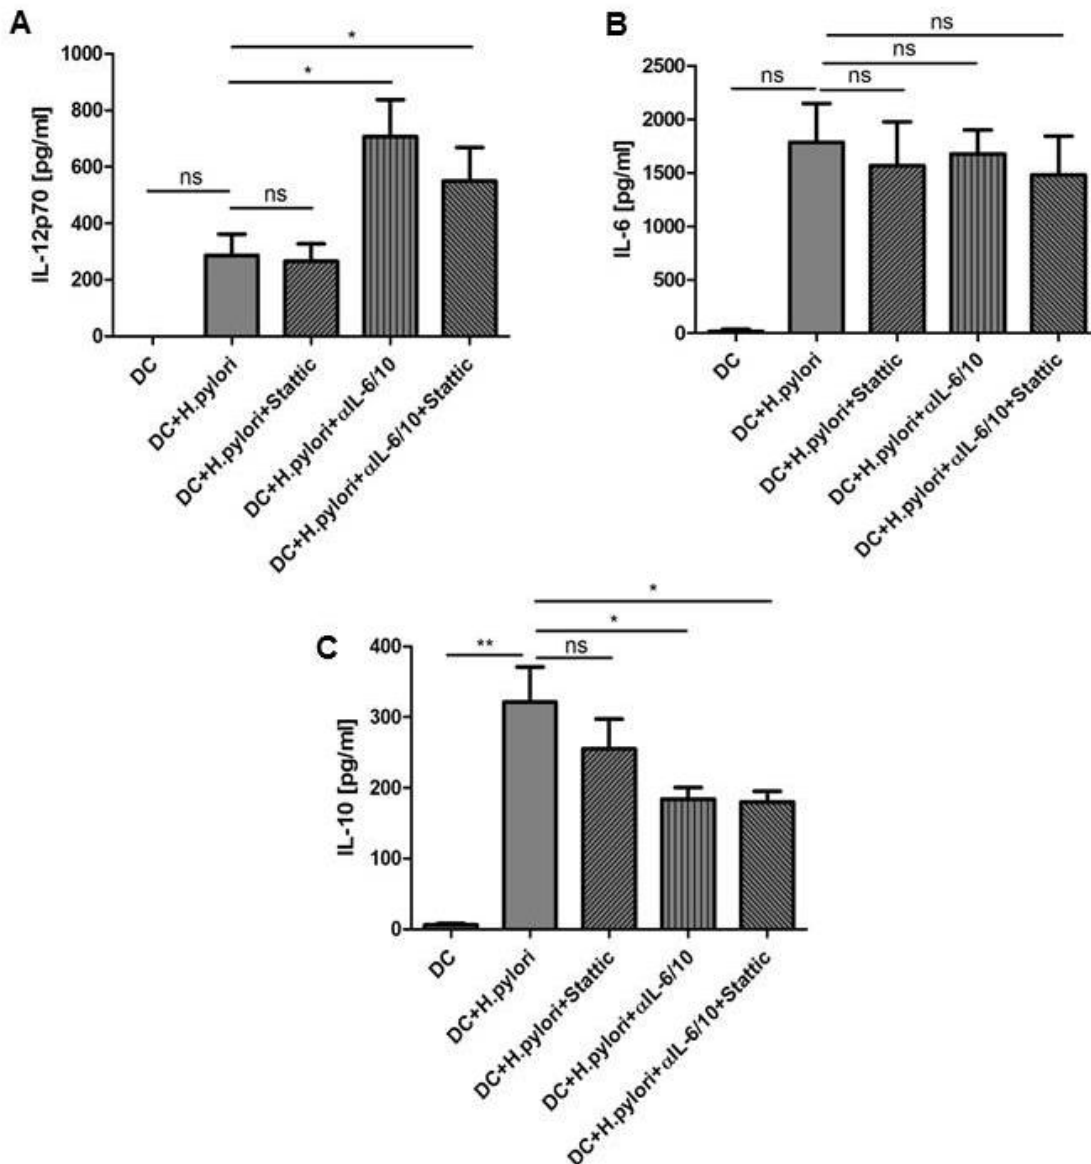 A
IL-12p70 [pg/ml]
1000
800
600
400
200
0
*
*
ns
ns
DC
DC+H.pylori
DC+H.pylori+Stattic
DC+H.pylori+αIL-6/10
DC+H.pylori+αIL-6/10+Stattic
B
IL-6 [pg/ml]
2500
2000
1500
1000
500
0
ns
ns
ns
ns
DC
DC+H.pylori
DC+H.pylori+Stattic
DC+H.pylori+αIL-6/10
DC+H.pylori+αIL-6/10+Stattic
C
IL-10 [pg/ml]
400
300
200
100
0
*
*
**
ns
DC
DC+H.pylori
DC+H.pylori+Stattic
DC+H.pylori+αIL-6/10
DC+H.pylori+αIL-6/10+Stattic